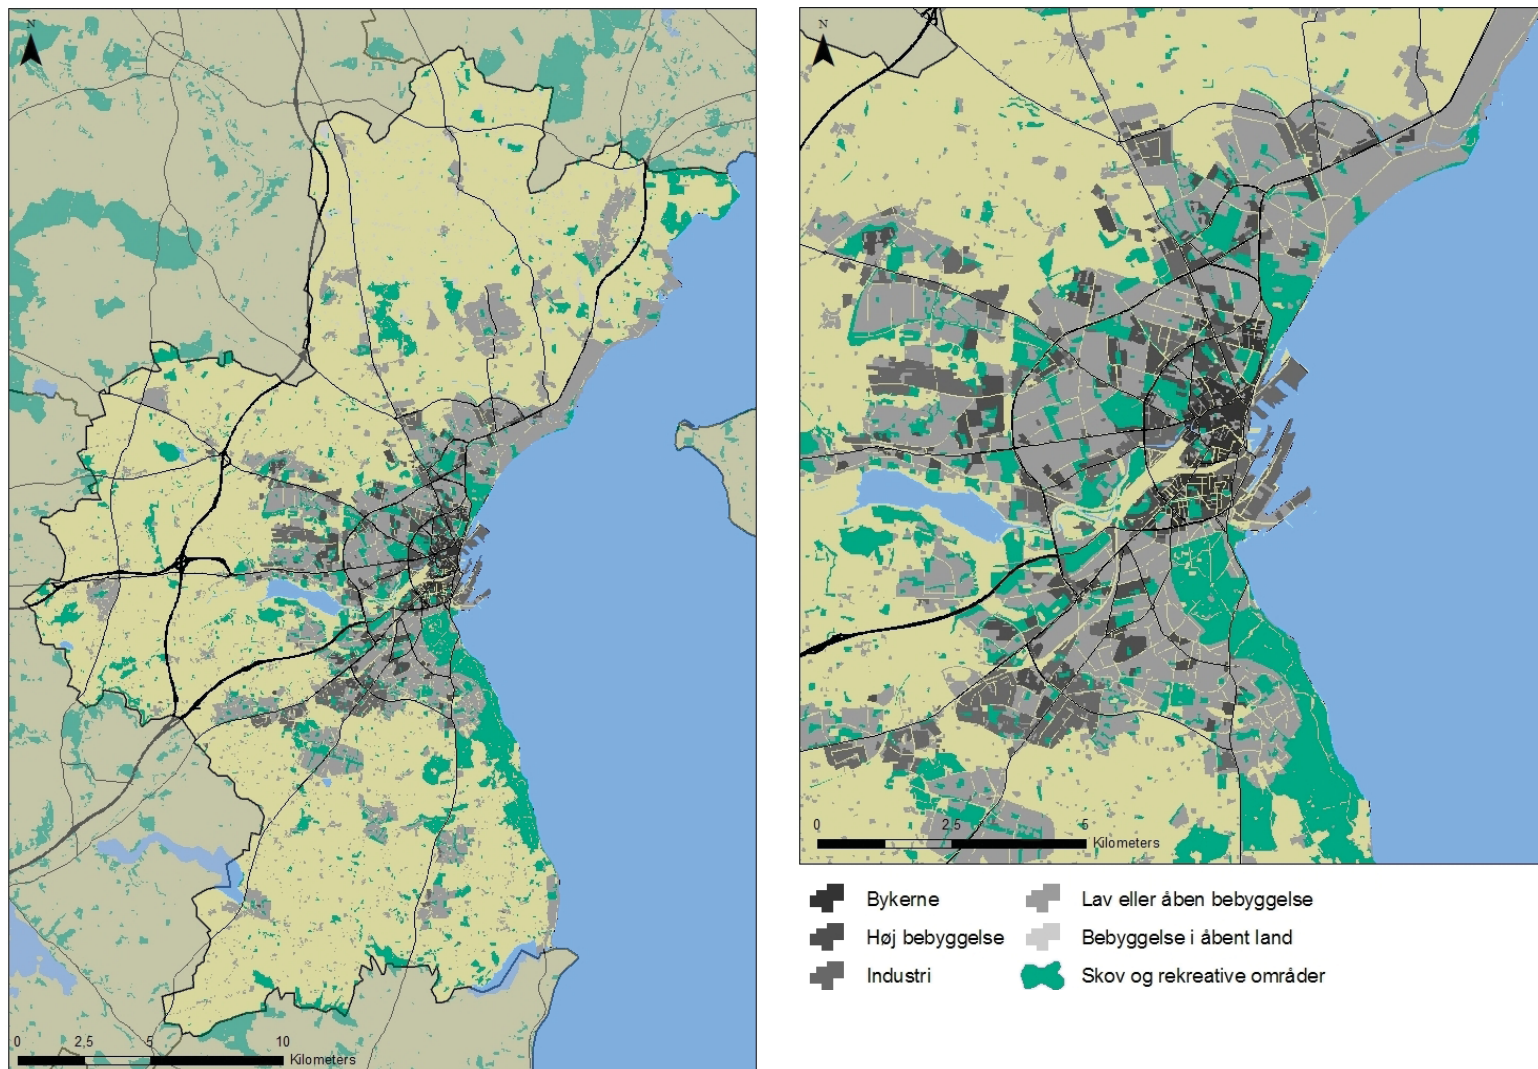 N
0 2,5 5 10
Kilometers
N
0 2,5 5
Kilometers
Bykerne
Høj bebyggelse
Industri
Lav eller åben bebyggelse
Bebyggelse i åbent land
Skov og rekreative områder